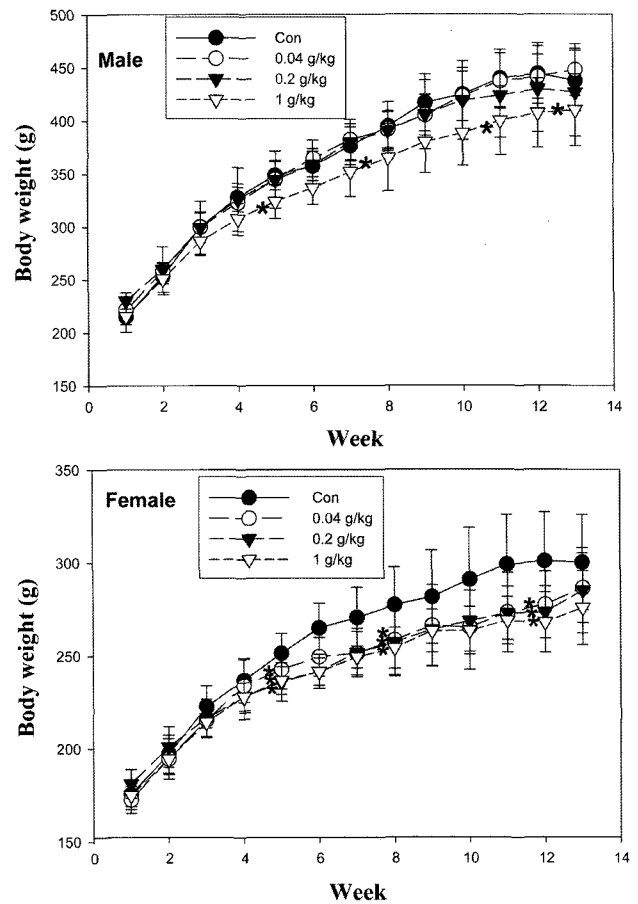 Male
Con
0.04 g/kg
0.2 g/kg
1 g/kg
Body weight (g)
500
450
400
350
300
250
200
150
* * * *
0 2 4 6 8 10 12 14
Week
Female
Con
0.04 g/kg
0.2 g/kg
1 g/kg
Body weight (g)
350
300
250
200
150
* * *
* * *
* * *
0 2 4 6 8 10 12 14
Week